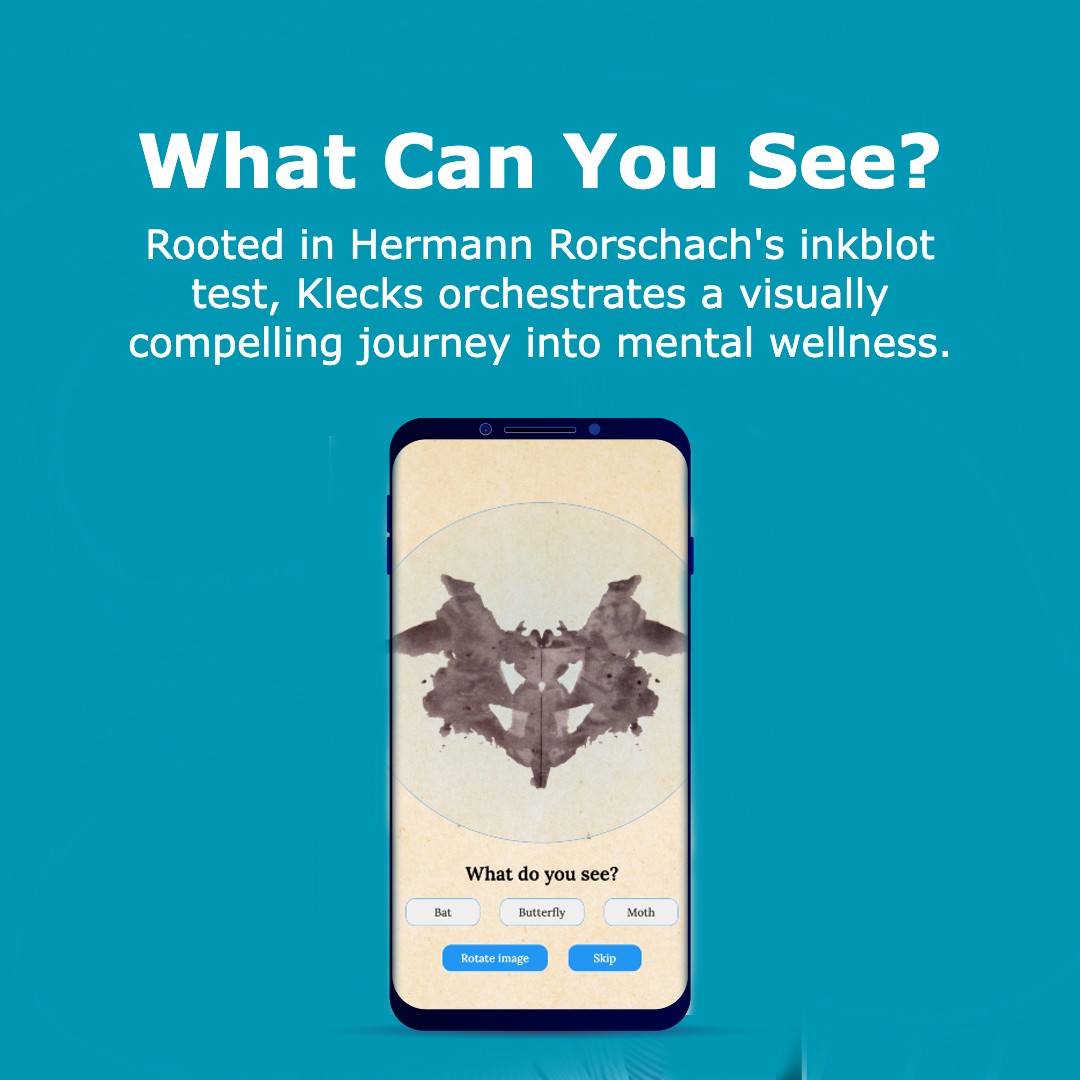 What Can You See?
Rooted in Hermann Rorschach's inkblot
test, Klecks orchestrates a visually
compelling journey into mental wellness.
What do you see?
Bat Butterfly Moth
Rotate image Skip